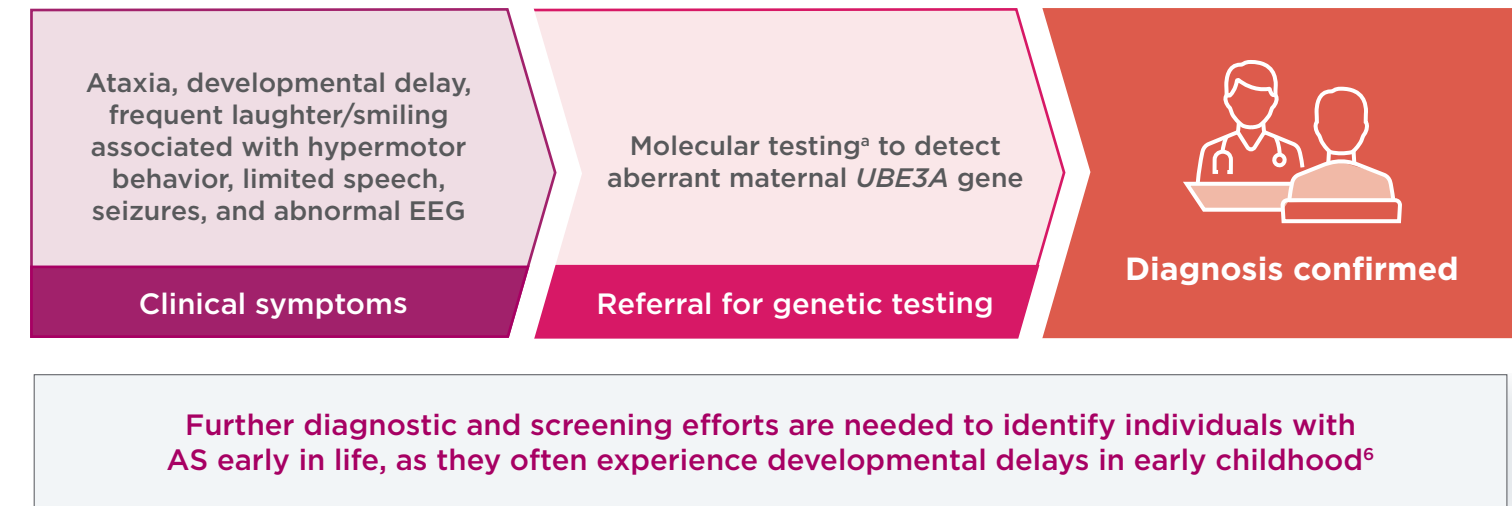 Ataxia, developmental delay,
frequent laughter/smiling
associated with hypermotor
behavior, limited speech,
seizures, and abnormal EEG
Clinical symptoms
Molecular testingᵃ to detect
aberrant maternal UBE3A gene
Referral for genetic testing
Diagnosis confirmed
Further diagnostic and screening efforts are needed to identify individuals with
AS early in life, as they often experience developmental delays in early childhood⁶